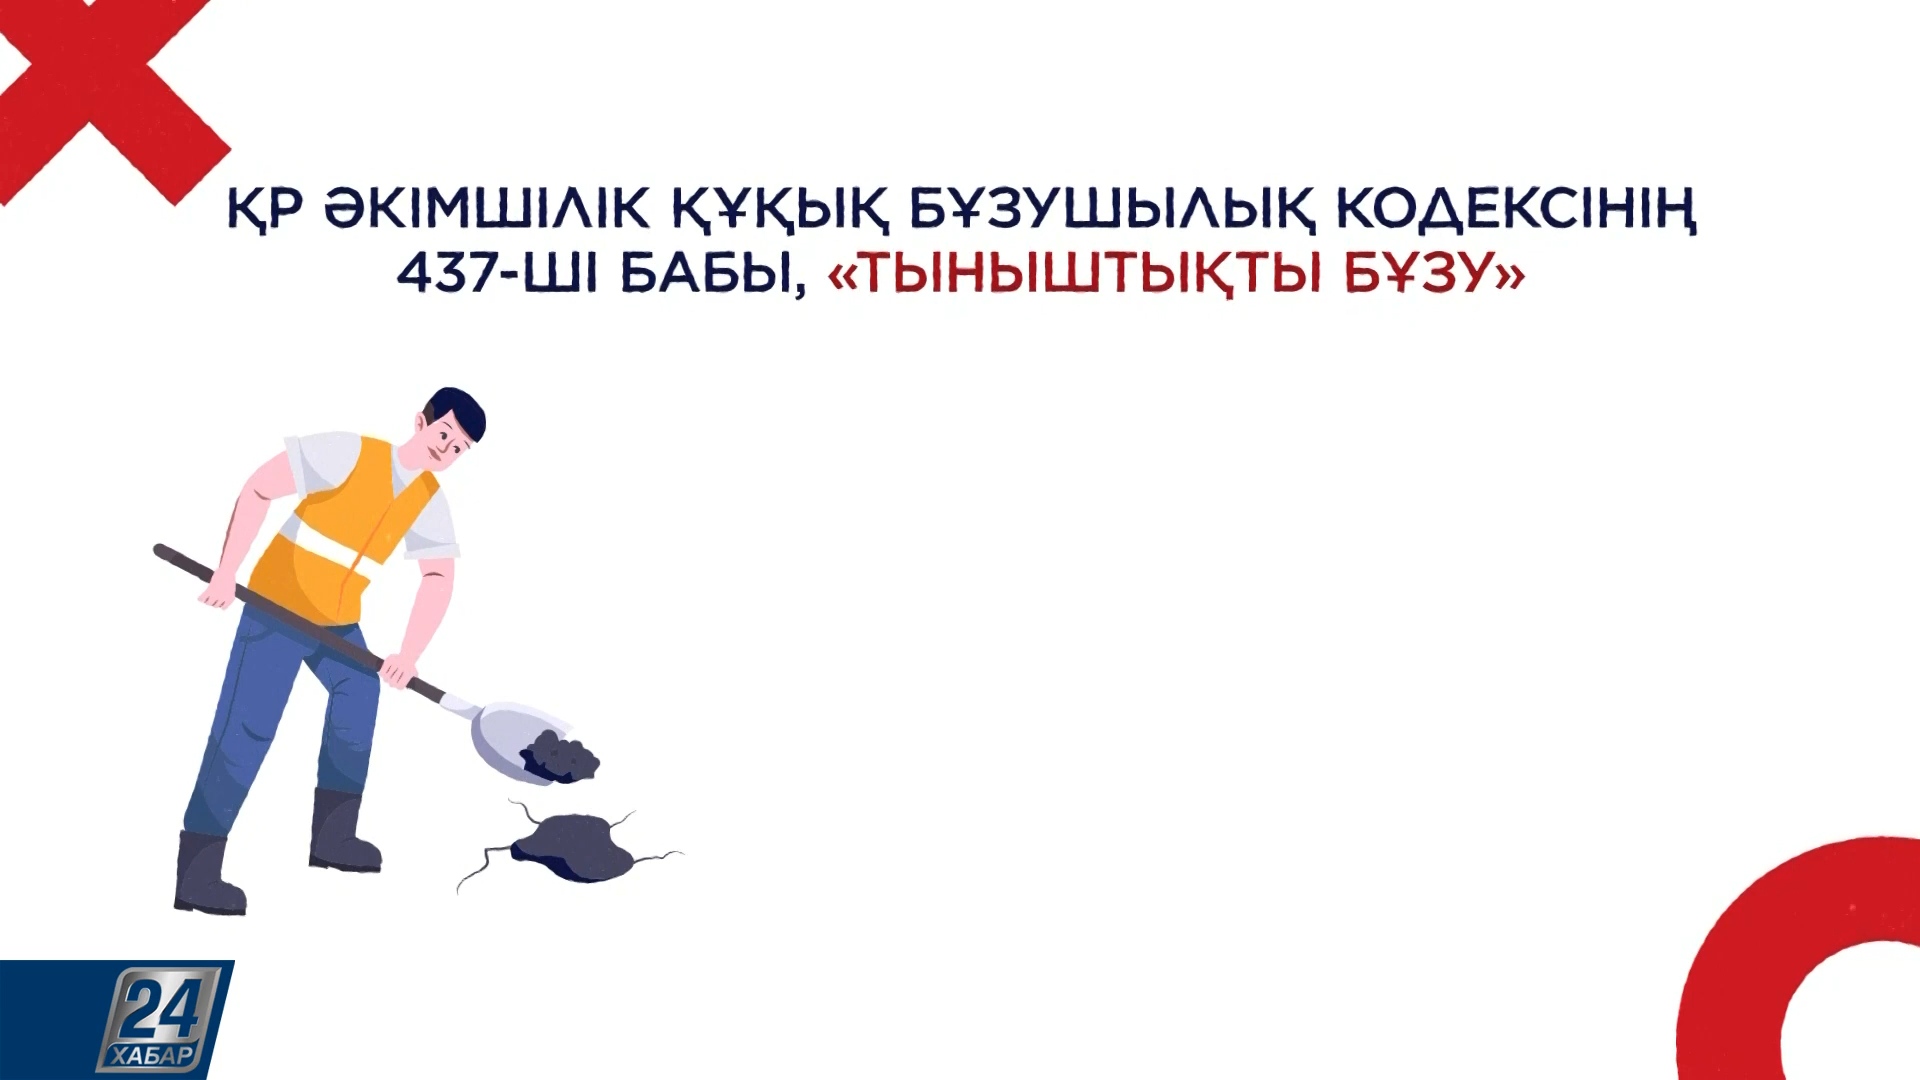 ҚР ӘКІМШІЛІК ҚҰҚЫҚ БҰЗУШЫЛЫҚ КОДЕКСІНІҢ
437-ШІ БАБЫ, «ТЫНЫШТЫҚТЫ БҰЗУ»
24
ХАБАР